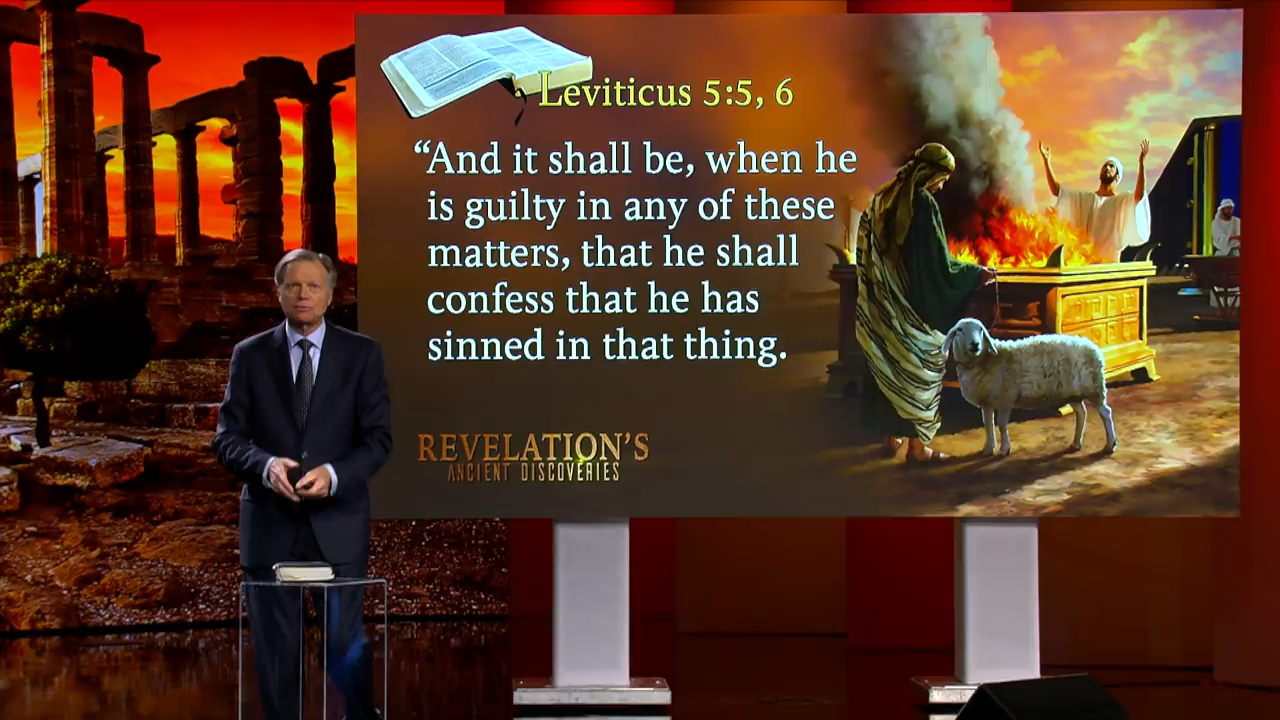 Leviticus 5:5, 6
“And it shall be, when he
is guilty in any of these
matters, that he shall
confess that he has
sinned in that thing.
REVELATION’S
ANCIENT DISCOVERIES